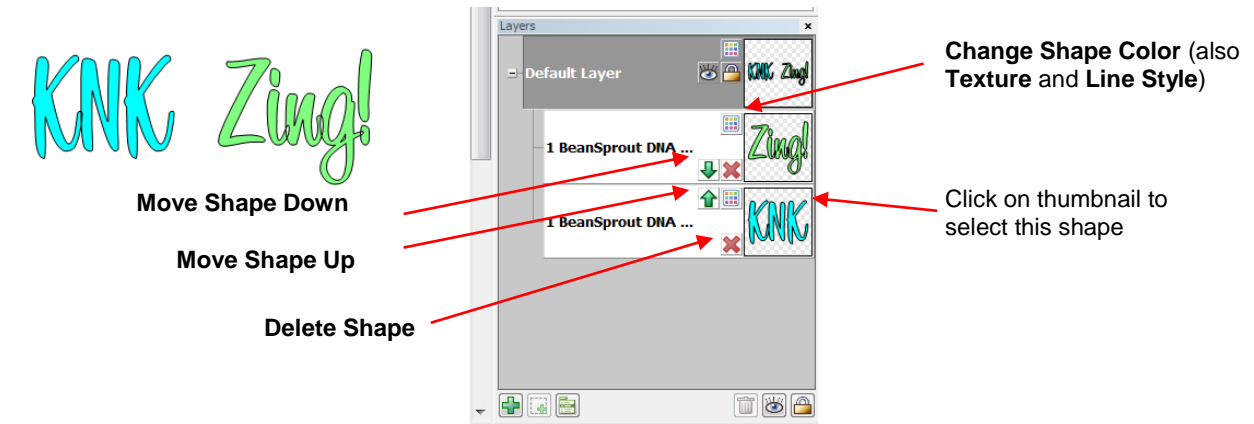 KNK Zing!
Move Shape Down
Move Shape Up
Delete Shape
Layers
Default Layer
KNK Zing!
1 BeanSprout DNA ...
Zing!
1 BeanSprout DNA ...
KNK
Change Shape Color (also
Texture and Line Style)
Click on thumbnail to
select this shape